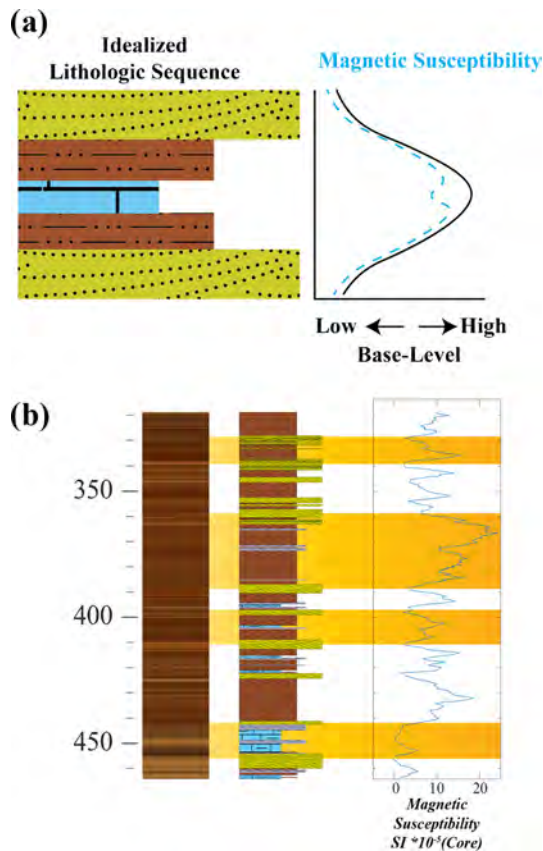 (a)
Idealized
Lithologic Sequence
Magnetic Susceptibility
Low High
Base-Level
(b)
350
400
450
0 10 20
Magnetic
Susceptibility
SI *10-5(Core)